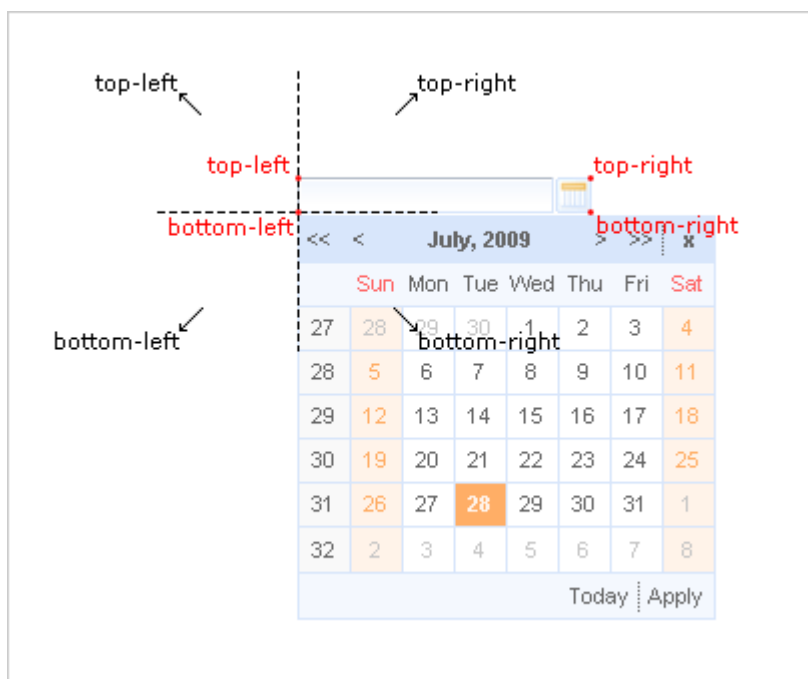 top-left top-right
top-left top-right
bottom-left bottom-right
<< < July, 2009 > >> x
Sun Mon Tue Wed Thu Fri Sat
27 28 29 30 1 2 3 4
bottom-left bottom-right
28 5 6 7 8 9 10 11
29 12 13 14 15 16 17 18
30 19 20 21 22 23 24 25
31 26 27 28 29 30 31 1
32 2 3 4 5 6 7 8
Today Apply